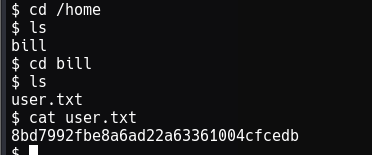 $ cd /home
$ ls
bill
$ cd bill
$ ls
user.txt
$ cat user.txt
8bd7992fbe8a6ad22a63361004cfcedb
$